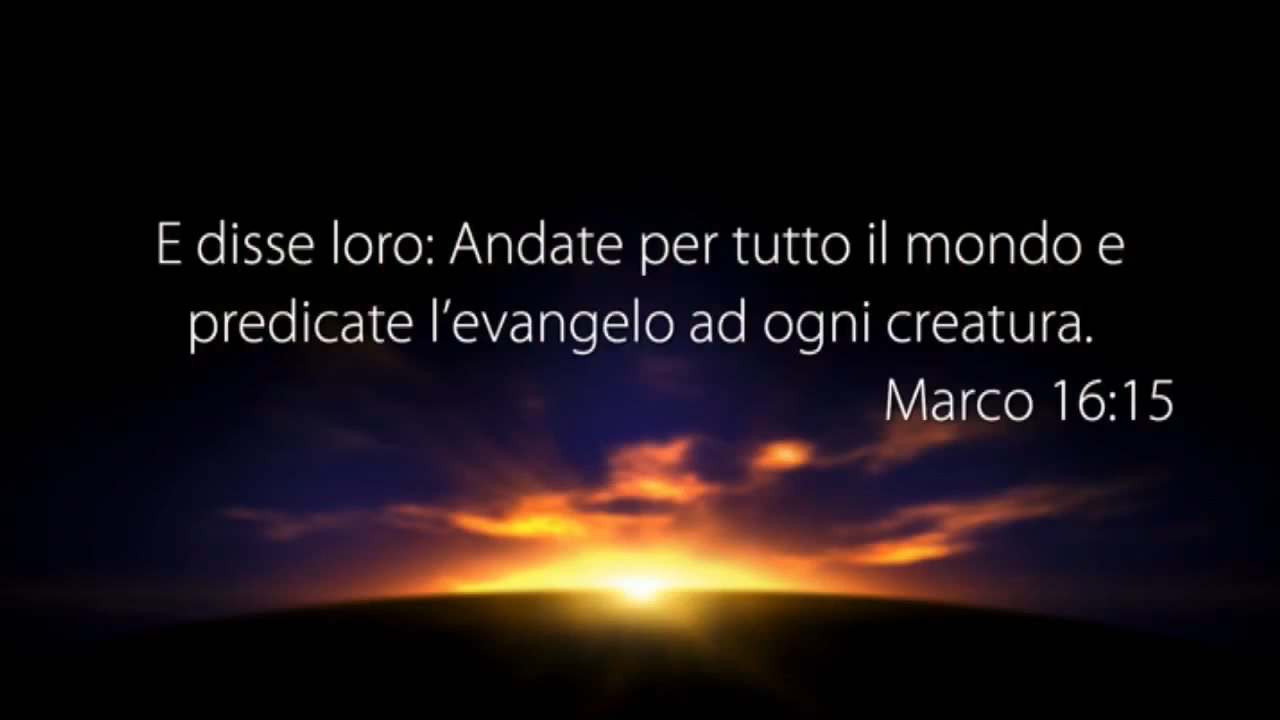 E disse loro: Andate per tutto il mondo e
predicate l’evangelo ad ogni creatura.
Marco 16:15